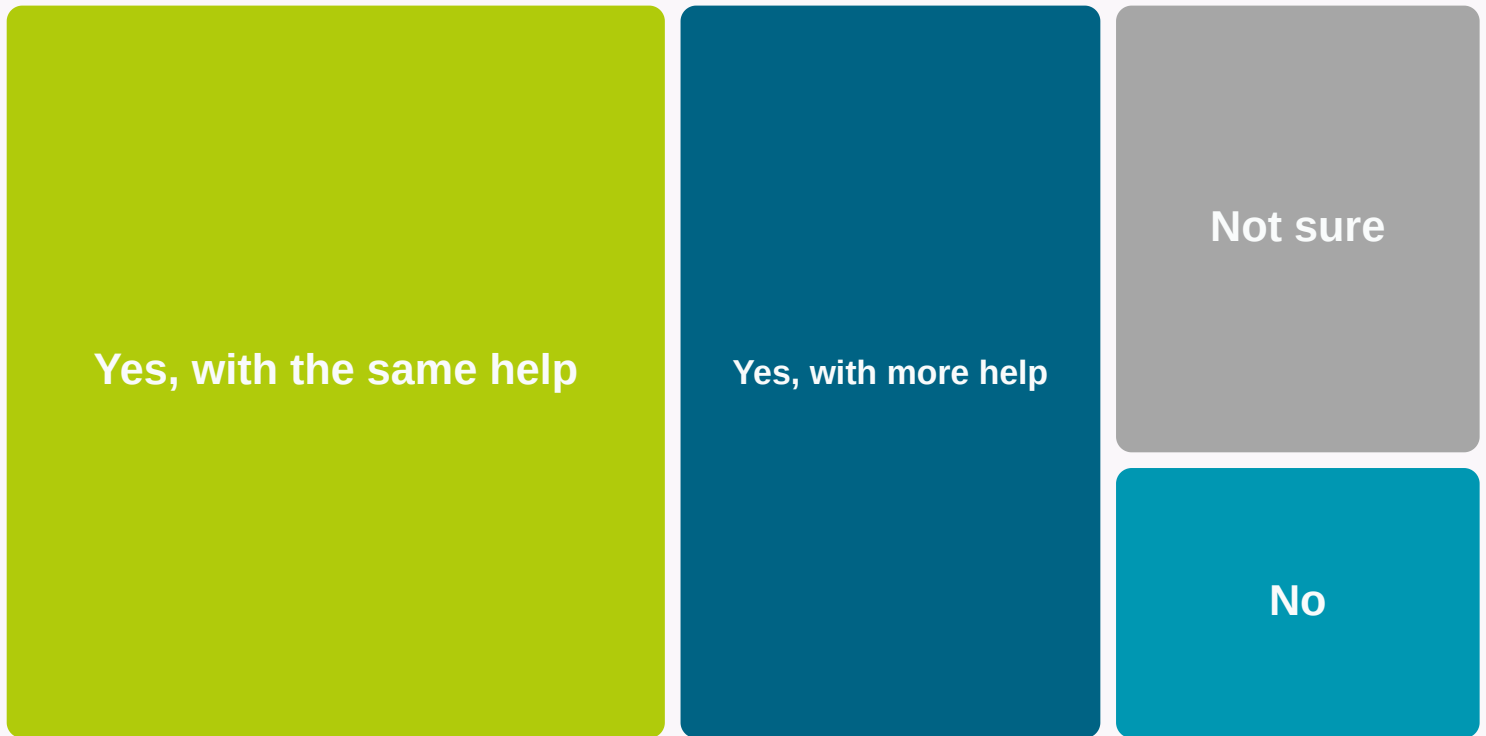 Yes, with the same help
Yes, with more help
Not sure
No